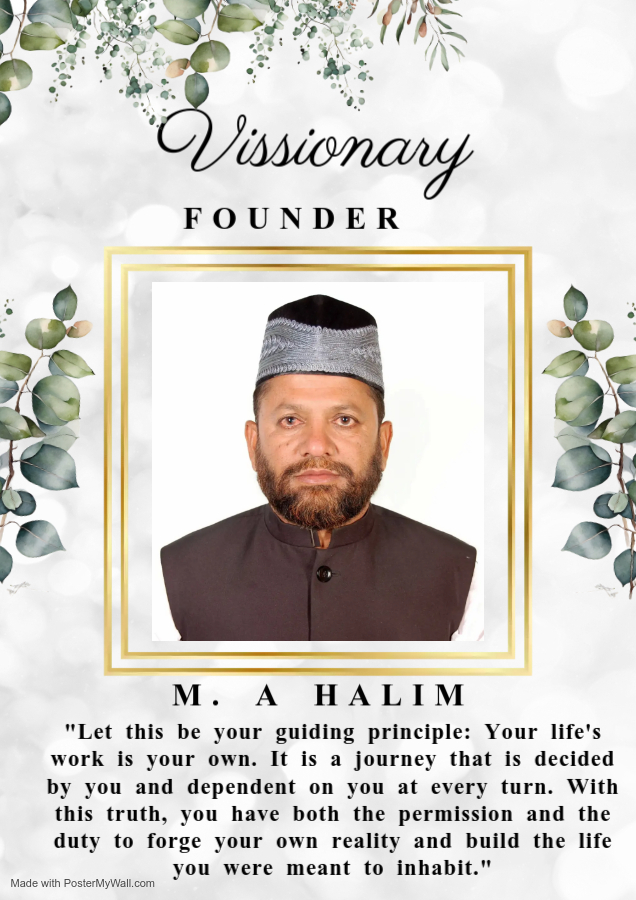 Vissionary
FOUNDER
M. A HALIM
"Let this be your guiding principle: Your life's
work is your own. It is a journey that is decided
by you and dependent on you at every turn. With
this truth, you have both the permission and the
duty to forge your own reality and build the life
you were meant to inhabit."
Made with PosterMyWall.com